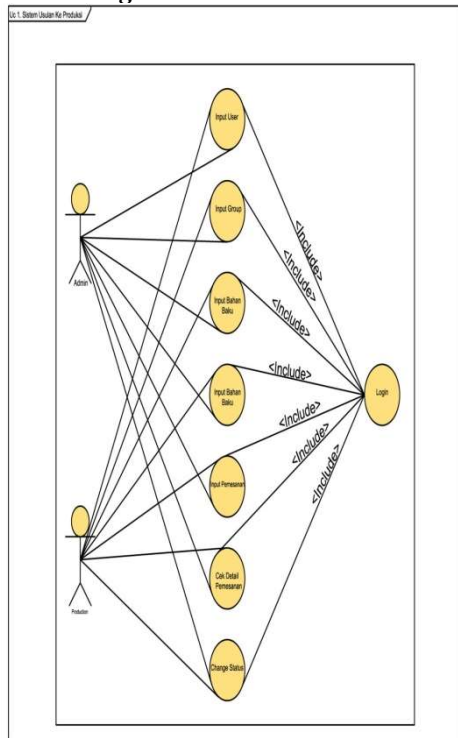 Uc 1. Sistem Usulan Ke Produksi
Input User
Input Group
Admin
Input Bahan
Baku
Input Bahan
Baku
Login
Input Pemesanan
Production
Cek Detail
Pemesanan
Change Status
<Include>
<Include>
<Include>
<Include>
<Include>
<Include>
<Include>